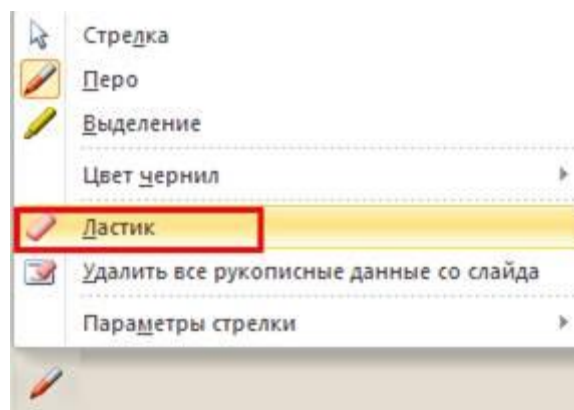 Стрелка
Перо
Выделение
Цвет чернил
Ластик
Удалить все рукописные данные со слайда
Параметры стрелки